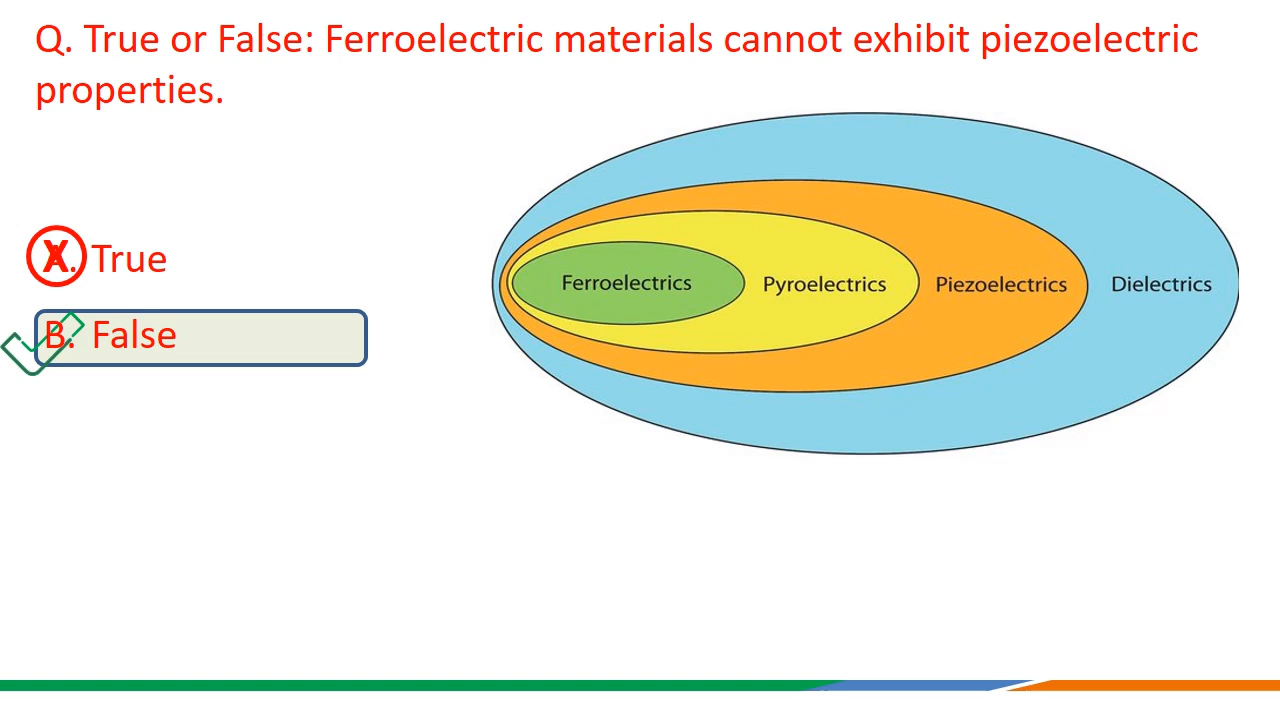 Q. True or False: Ferroelectric materials cannot exhibit piezoelectric
properties.
A. True
B. False
Ferroelectrics
Pyroelectrics
Piezoelectrics
Dielectrics